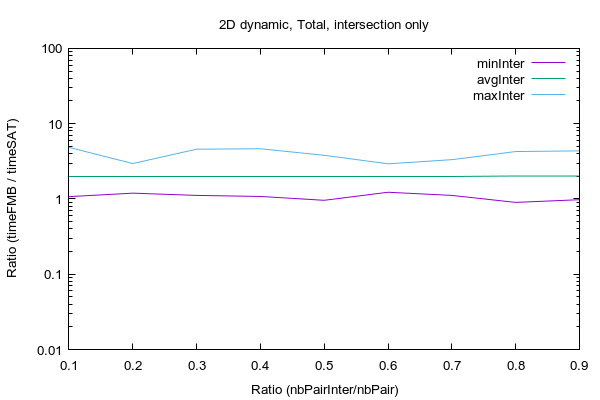 2D dynamic, Total, intersection only
100
10
1
0.1
0.01
Ratio (timeFMB / timeSAT)
minInter
avgInter
maxInter
0.1 0.2 0.3 0.4 0.5 0.6 0.7 0.8 0.9
Ratio (nbPairInter/nbPair)